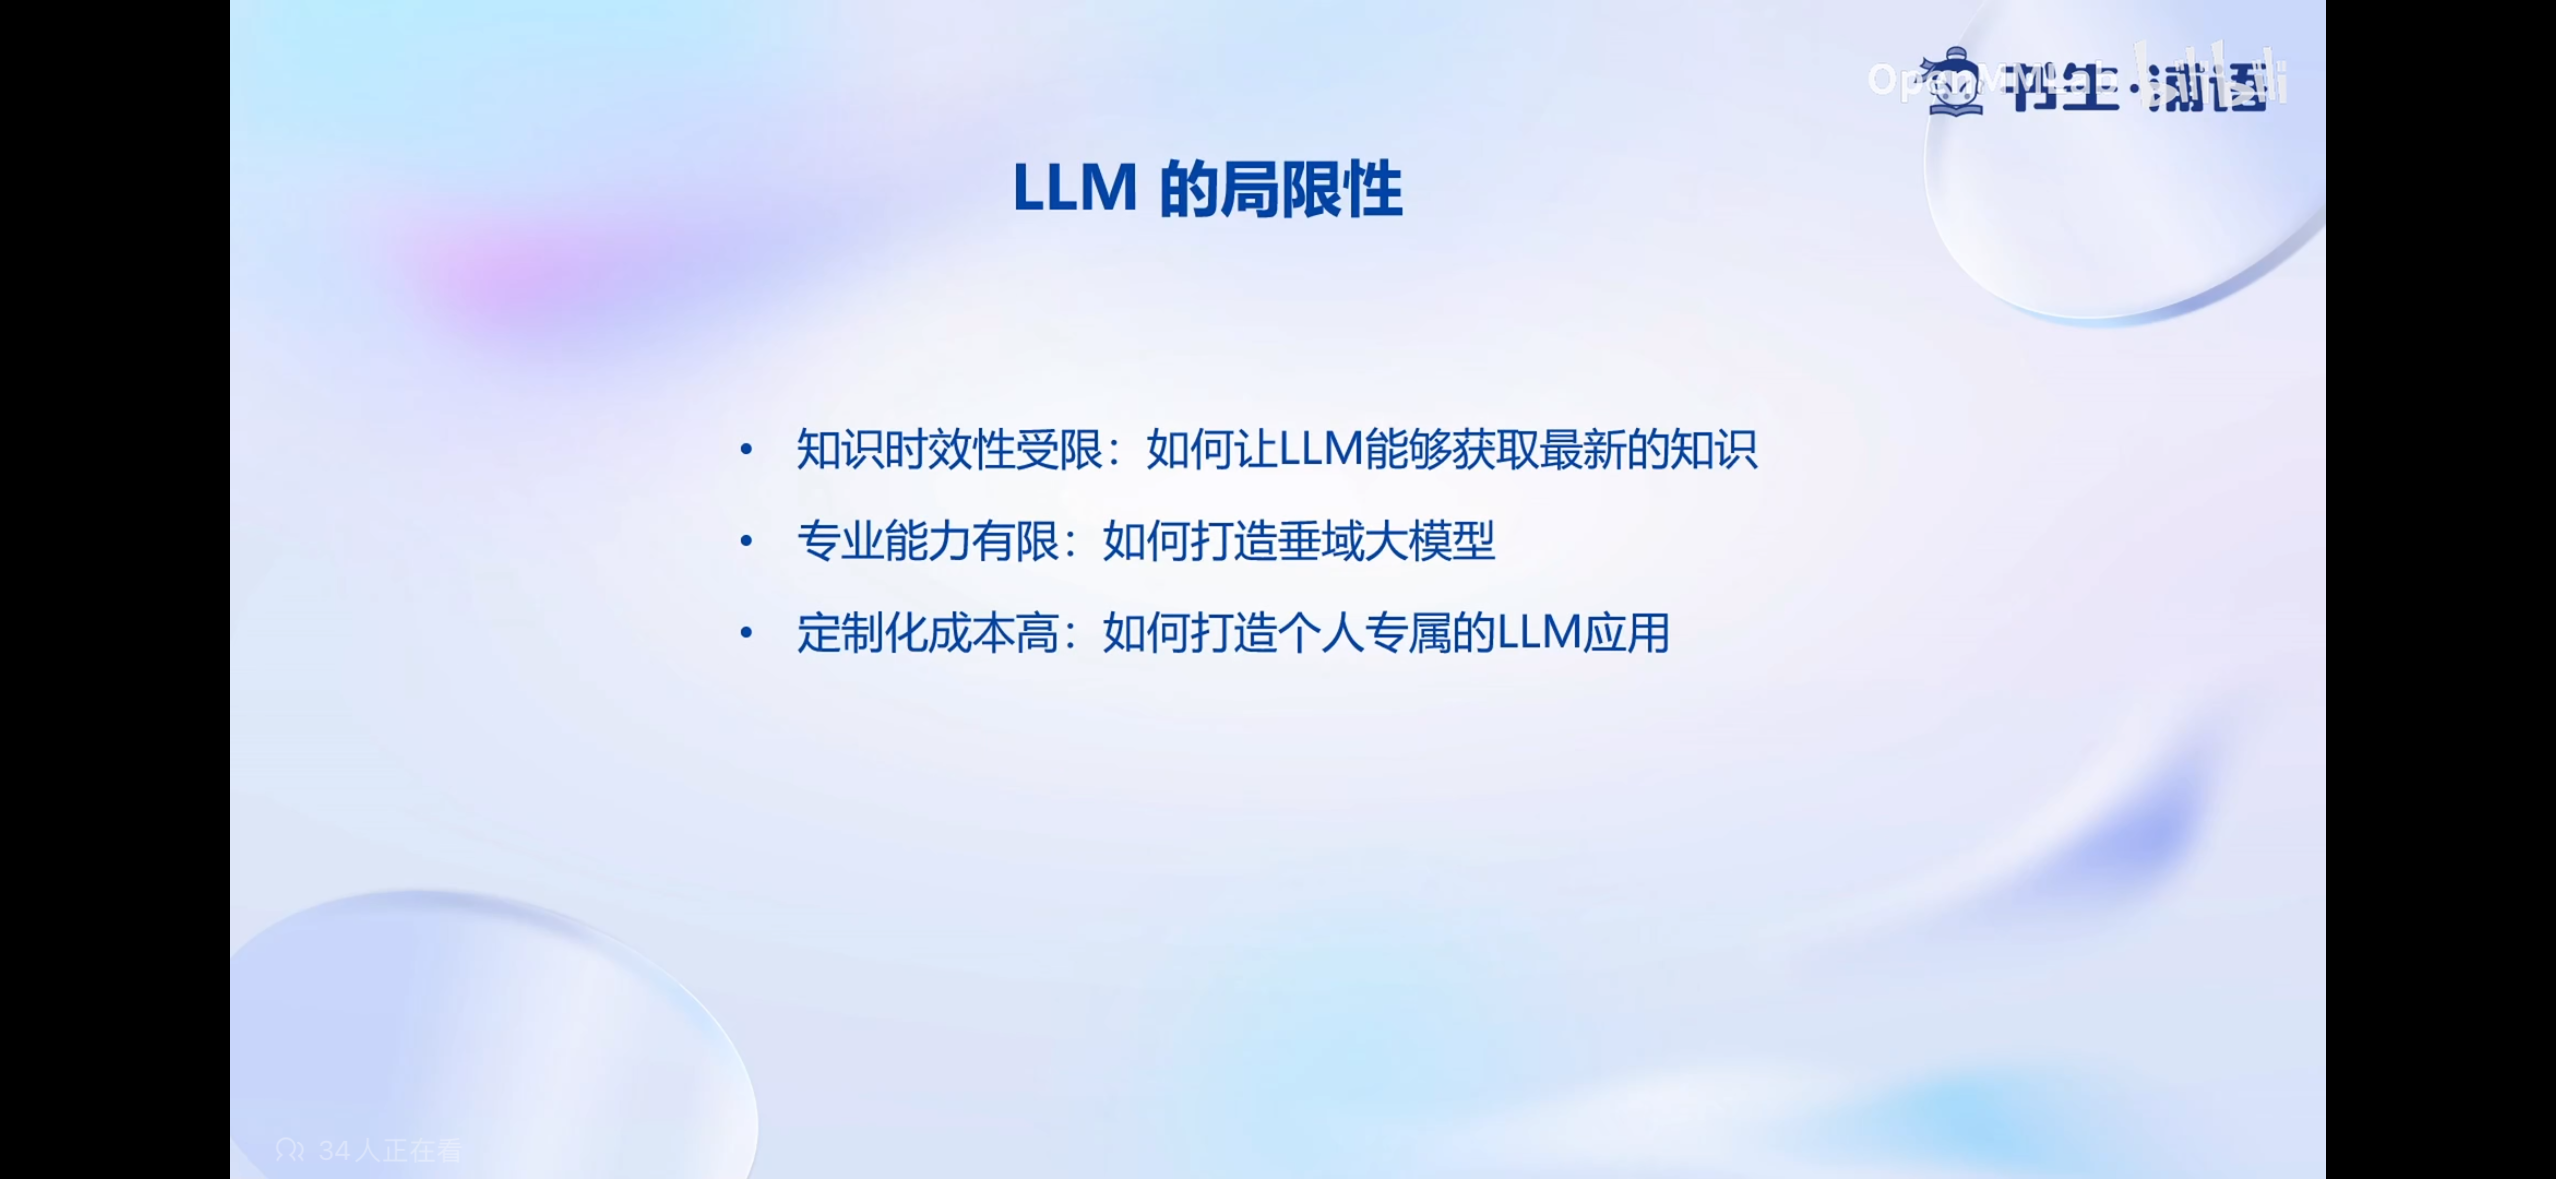 OpenMMLab bilibili
书生·浦语
LLM 的局限性
• 知识时效性受限：如何让LLM能够获取最新的知识
• 专业能力有限：如何打造垂域大模型
• 定制化成本高：如何打造个人专属的LLM应用
34人正在看